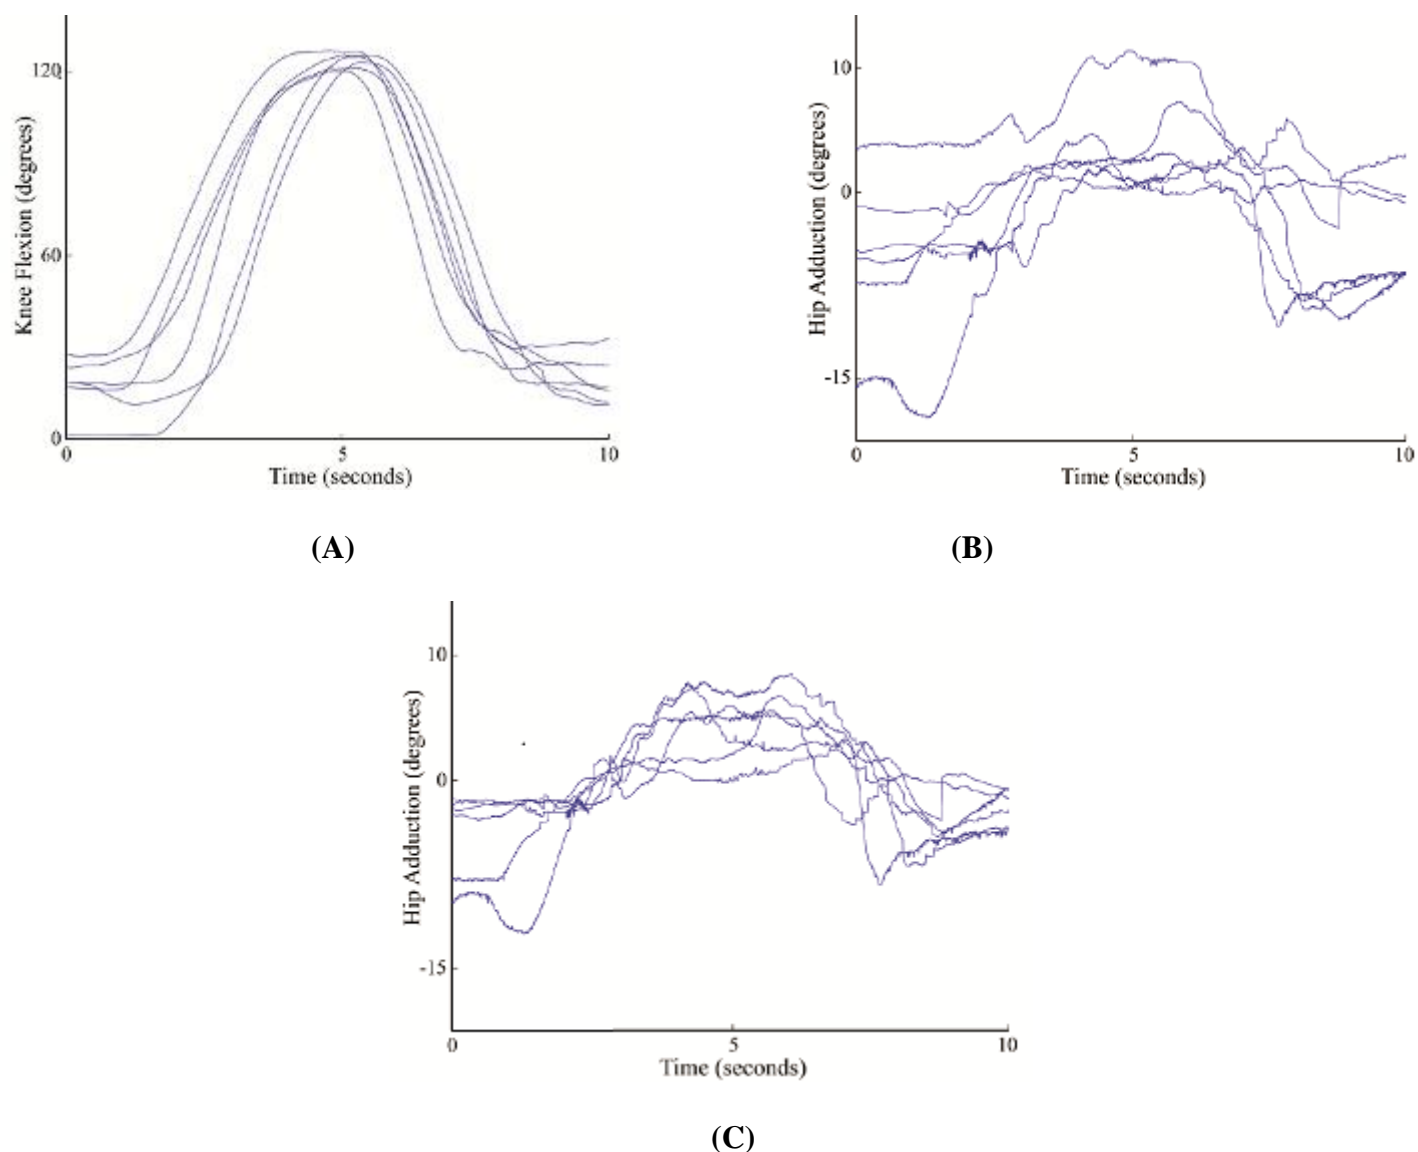 120
60
0
Knee Flexion (degrees)
0 5 10
Time (seconds)
(A)
10
0
-15
Hip Adduction (degrees)
0 5 10
Time (seconds)
(B)
10
0
-15
Hip Adduction (degrees)
0 5 10
Time (seconds)
(C)